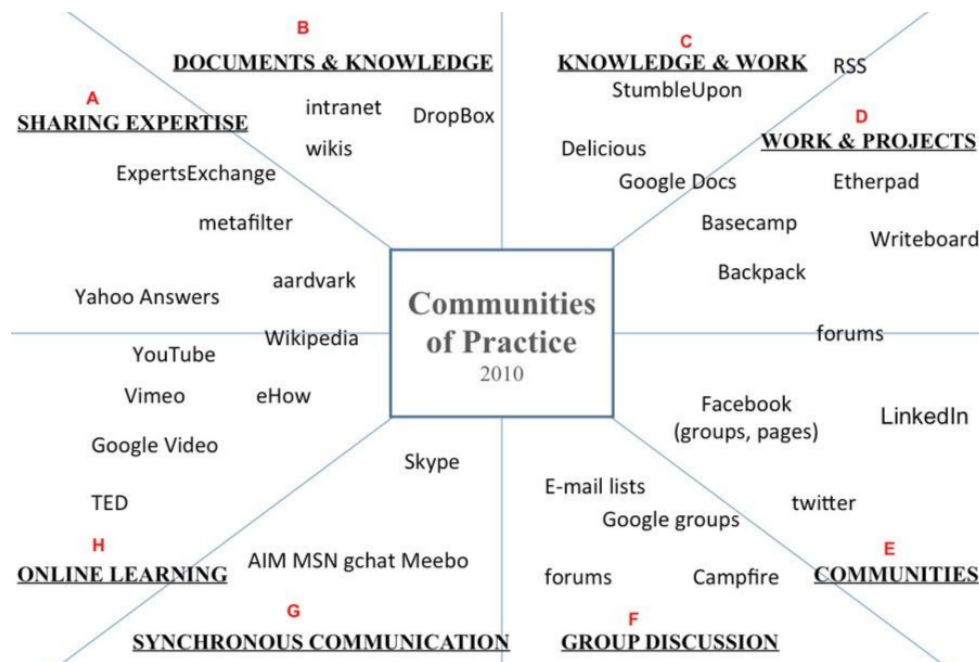 B
DOCUMENTS & KNOWLEDGE
intranet
DropBox
wikis
C
KNOWLEDGE & WORK
RSS
StumbleUpon
Delicious
Google Docs
A
SHARING EXPERTISE
ExpertsExchange
metafilter
aardvark
Yahoo Answers
Wikipedia
D
WORK & PROJECTS
Etherpad
Basecamp
Writeboard
Backpack
forums
Communities
of Practice
2010
YouTube
Vimeo
eHow
Google Video
TED
H
ONLINE LEARNING
Facebook
(groups, pages)
LinkedIn
twitter
E
COMMUNITIES
Skype
AIM MSN gchat Meebo
G
SYNCHRONOUS COMMUNICATION
E-mail lists
Google groups
forums
Campfire
F
GROUP DISCUSSION